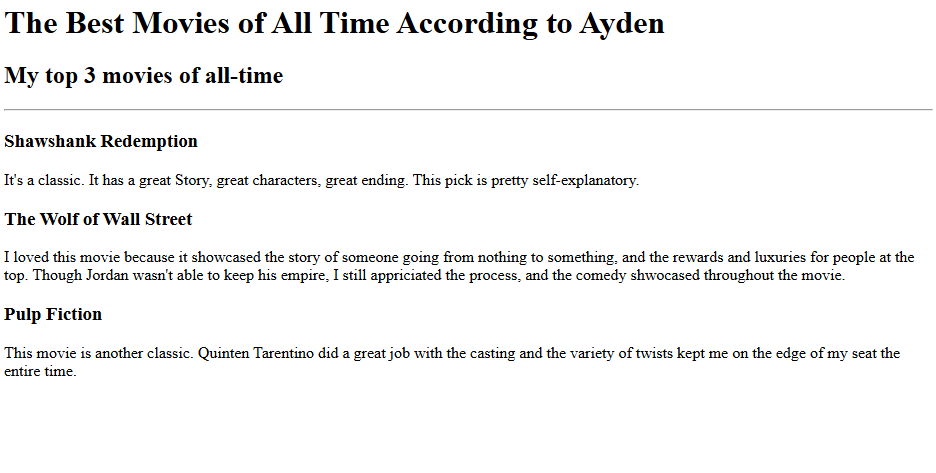 The Best Movies of All Time According to Ayden
My top 3 movies of all-time
Shawshank Redemption
It's a classic. It has a great Story, great characters, great ending. This pick is pretty self-explanatory.
The Wolf of Wall Street
I loved this movie because it showcased the story of someone going from nothing to something, and the rewards and luxuries for people at the
top. Though Jordan wasn't able to keep his empire, I still appriciated the process, and the comedy shwocased throughout the movie.
Pulp Fiction
This movie is another classic. Quinten Tarentino did a great job with the casting and the variety of twists kept me on the edge of my seat the
entire time.